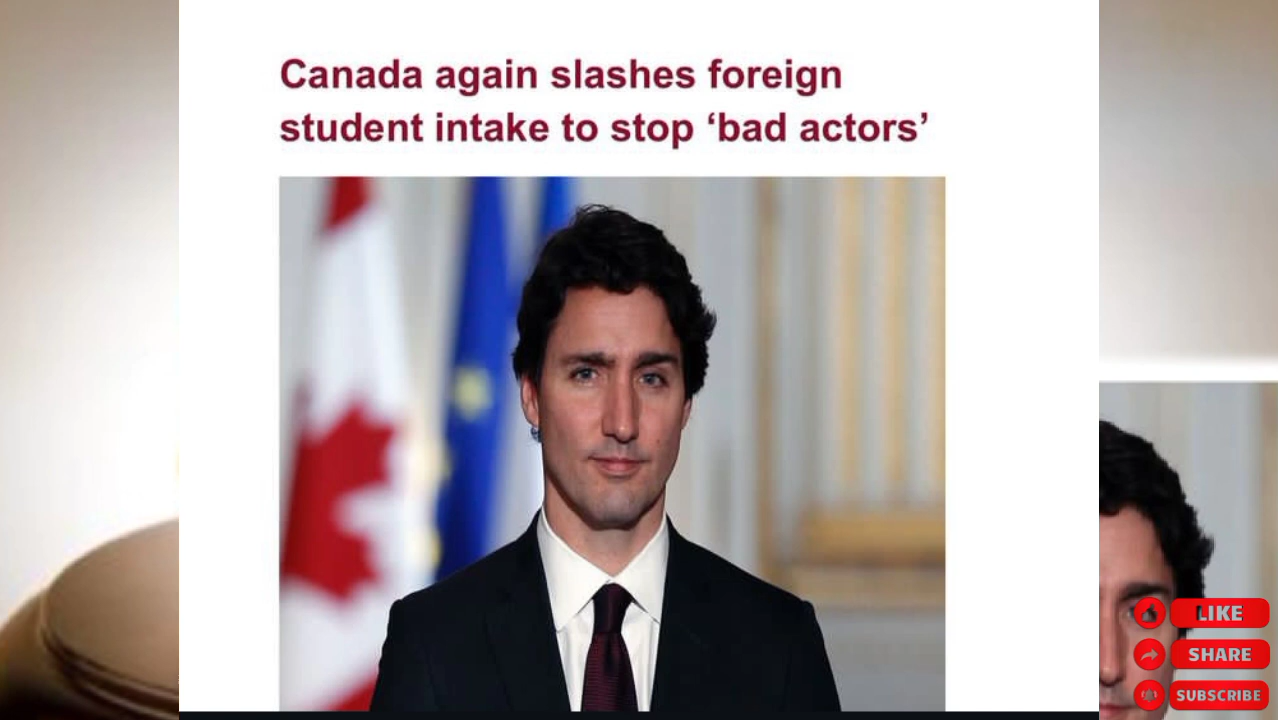 Canada again slashes foreign
student intake to stop ‘bad actors’
LIKE
SHARE
SUBSCRIBE